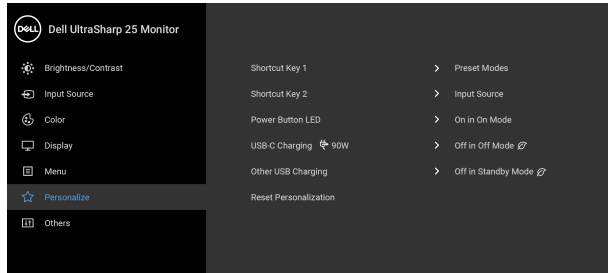 DELL Dell UltraSharp 25 Monitor
Brightness/Contrast
Input Source
Color
Display
Menu
Personalize
Others
Shortcut Key 1 > Preset Modes
Shortcut Key 2 > Input Source
Power Button LED > On in On Mode
USB-C Charging 90W > Off in Off Mode
Other USB Charging > Off in Standby Mode
Reset Personalization